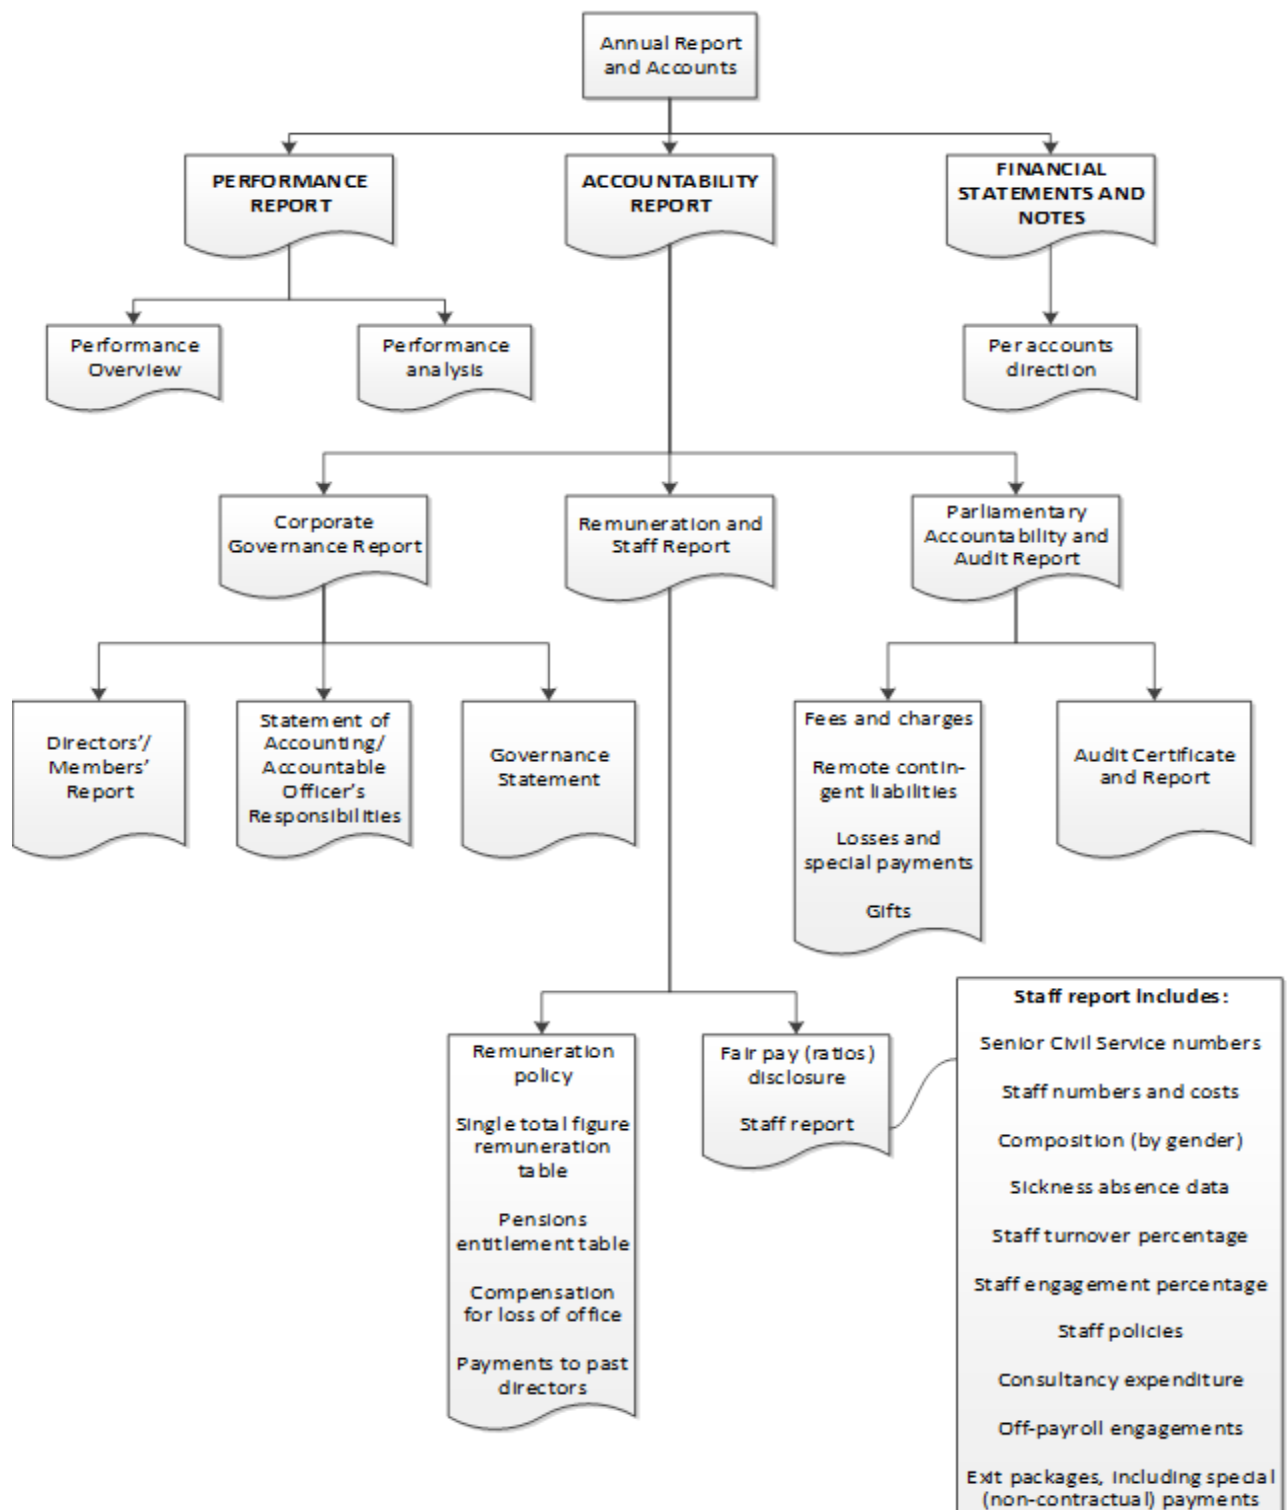 Annual Report
and Accounts
PERFORMANCE
REPORT
ACCOUNTABILITY
REPORT
FINANCIAL
STATEMENTS AND
NOTES
Performance
Overview
Performance
analysis
Per accounts
direction
Corporate
Governance Report
Remuneration and
Staff Report
Parliamentary
Accountability and
Audit Report
Directors'/
Members'
Report
Statement of
Accounting/
Accountable
Officer's
Responsibilities
Governance
Statement
Fees and charges
Remote contin-
gent liabilities
Losses and
special payments
Gifts
Audit Certificate
and Report
Remuneration
policy
Single total figure
remuneration
table
Pensions
entitlement table
Compensation
for loss of office
Payments to past
directors
Fair pay (ratios)
disclosure
Staff report
Staff report includes:
Senior Civil Service numbers
Staff numbers and costs
Composition (by gender)
Sickness absence data
Staff turnover percentage
Staff engagement percentage
Staff policies
Consultancy expenditure
Off-payroll engagements
Exit packages, including special
(non-contractual) payments